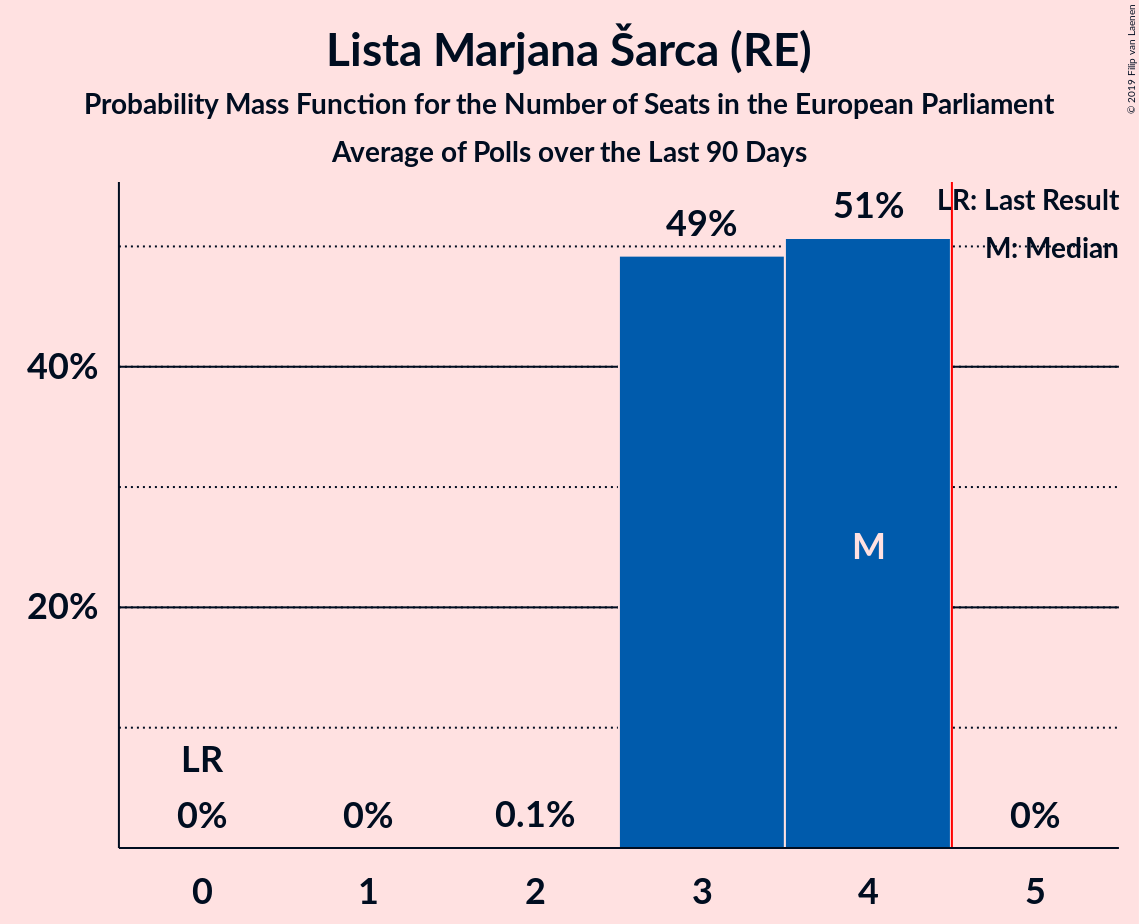 Lista Marjana Šarca (RE)
Probability Mass Function for the Number of Seats in the European Parliament
Average of Polls over the Last 90 Days
© 2019 Filip van Laenen
LR: Last Result
M: Median
49%
51%
40%
20%
M
LR
0%
0%
0.1%
0%
0
1
2
3
4
5